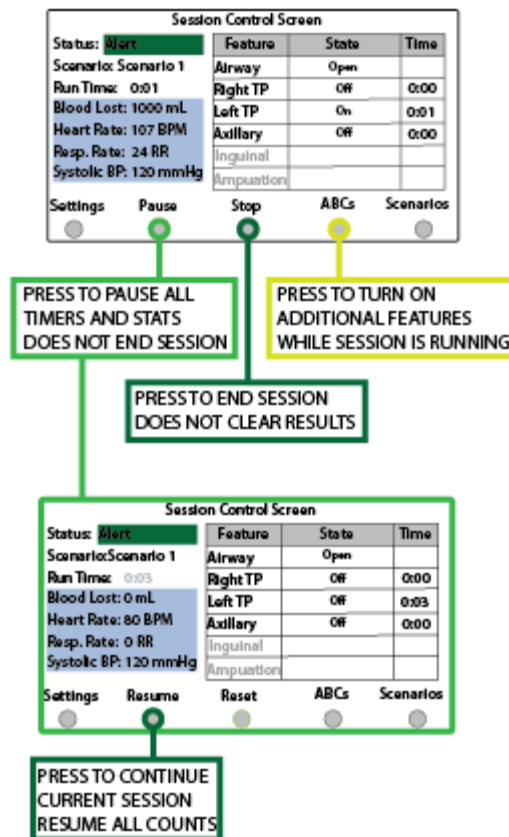 Session Control Screen
Status: Alert
Scenario: Scenario 1
Run Time: 0:01
Blood Lost: 1000 mL
Heart Rate: 107 BPM
Resp. Rate: 24 RR
Systolic BP: 120 mmHg
Feature State Time
Airway Open
Right TP Off 0:00
Left TP On 0:01
Axillary Off 0:00
Inguinal
Ampuation
Settings Pause Stop ABCs Scenarios
PRESS TO PAUSE ALL
TIMERS AND STATS
DOES NOT END SESSION
PRESS TO TURN ON
ADDITIONAL FEATURES
WHILE SESSION IS RUNNING
PRESS TO END SESSION
DOES NOT CLEAR RESULTS
Session Control Screen
Status: Alert
Scenario:Scenario 1
Run Time: 0:03
Blood Lost: 0 mL
Heart Rate: 80 BPM
Resp. Rate: 0 RR
Systolic BP: 120 mmHg
Feature State Time
Airway Open
Right TP Off 0:00
Left TP Off 0:03
Axillary Off 0:00
Inguinal
Ampuation
Settings Resume Reset ABCs Scenarios
PRESS TO CONTINUE
CURRENT SESSION
RESUME ALL COUNTS